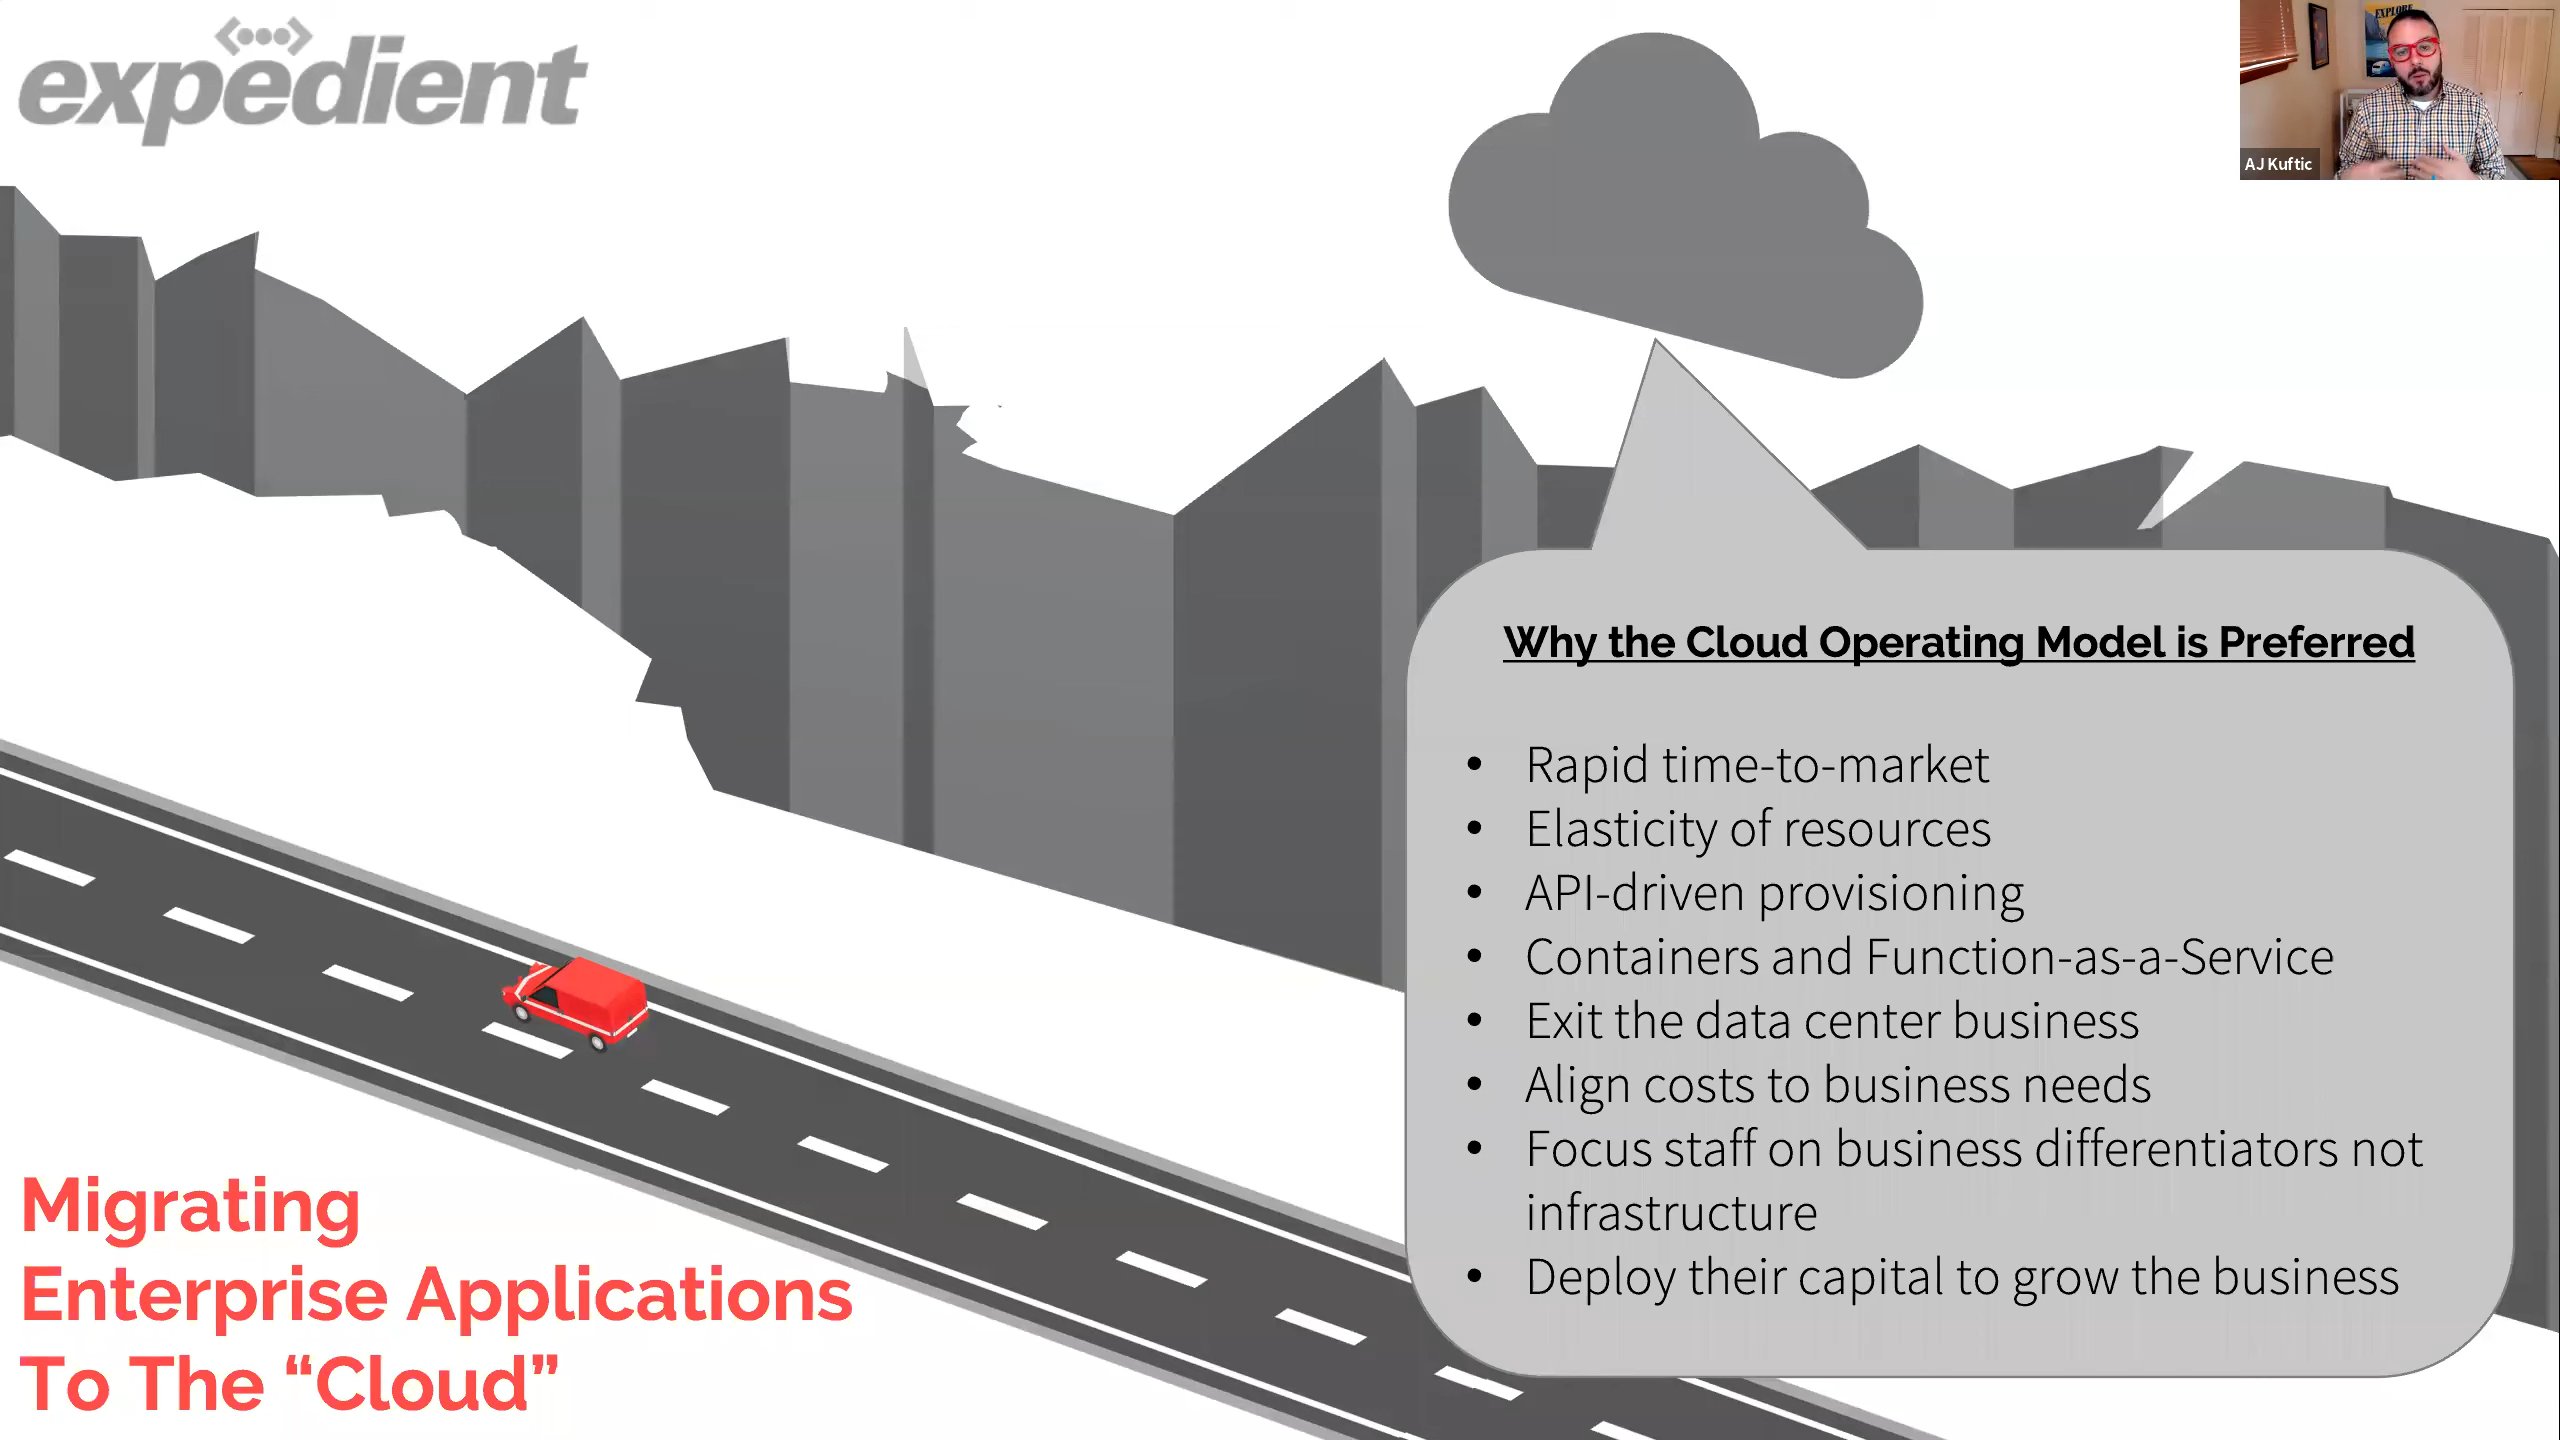 expedient
EXPLORE
AJ Kuftic
Why the Cloud Operating Model is Preferred
• Rapid time-to-market
• Elasticity of resources
• API-driven provisioning
• Containers and Function-as-a-Service
• Exit the data center business
• Align costs to business needs
• Focus staff on business differentiators not
infrastructure
• Deploy their capital to grow the business
Migrating
Enterprise Applications
To The “Cloud”